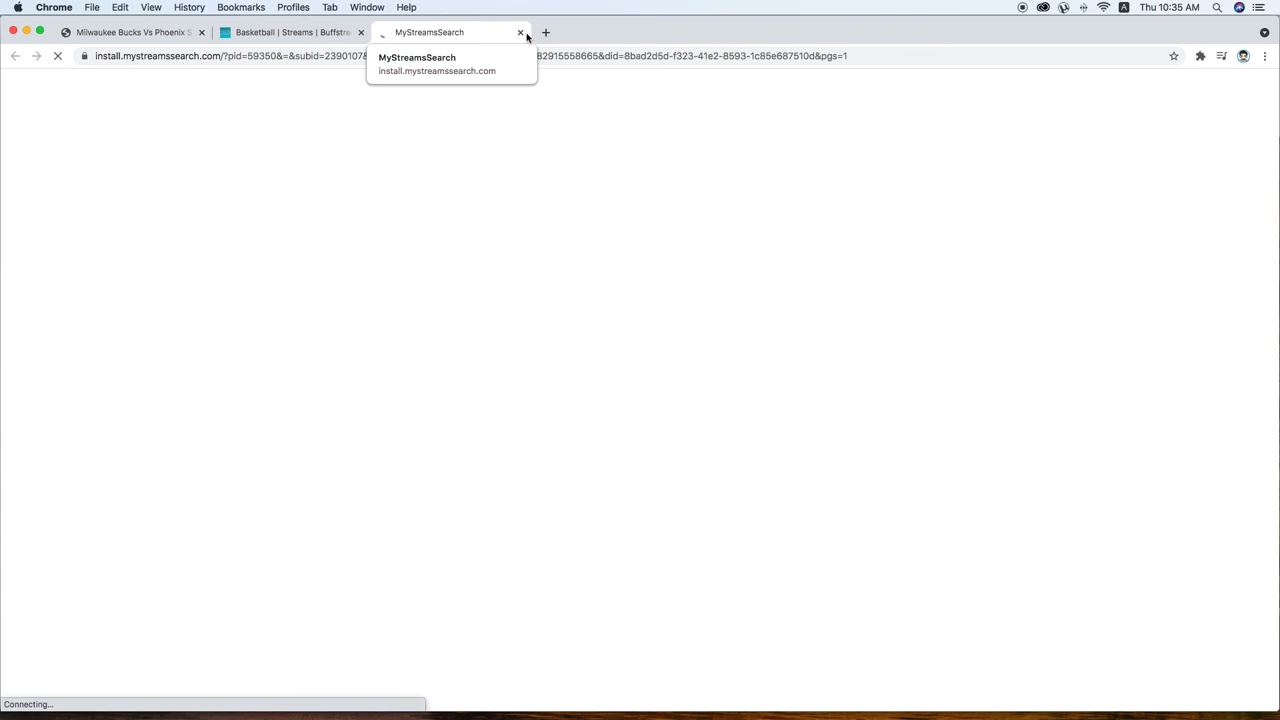 Chrome File Edit View History Bookmarks Profiles Tab Window Help Thu 10:35 AM
Milwaukee Bucks Vs Phoenix S Basketball | Streams | Buffstre MyStreamsSearch
install.mystreamssearch.com/?pid=59350&=&subid=2390107 82915558665&did=8bad2d5d-f323-41e2-8593-1c85e687510d&pgs=1
MyStreamsSearch
install.mystreamssearch.com
Connecting...